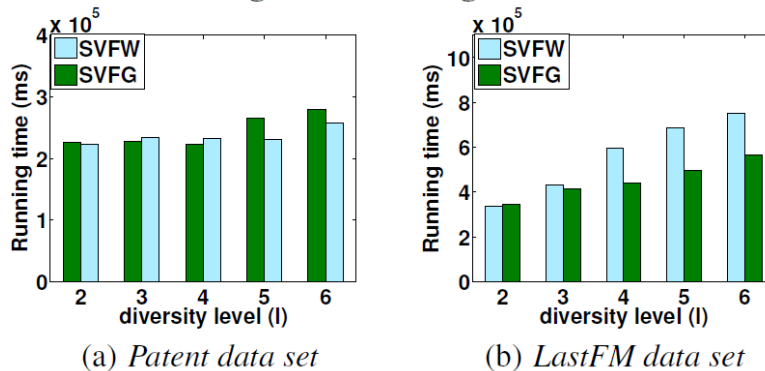 x 10^5
4
3
2
1
0
Running time (ms)
SVFW
SVFG
2 3 4 5 6
diversity level (l)
(a) Patent data set
x 10^5
10
8
6
4
2
0
Running time (ms)
SVFW
SVFG
2 3 4 5 6
diversity level (l)
(b) LastFM data set